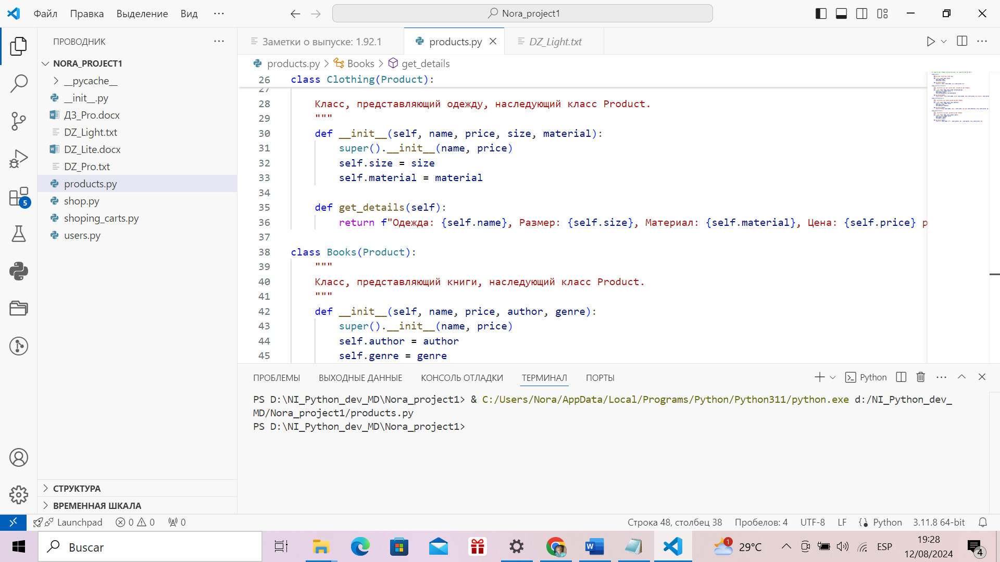 Файл Правка Выделение Вид ···
Nora_project1
ПРОВОДНИК
NORA_PROJECT1
__pycache__
__init__.py
ДЗ_Pro.docx
DZ_Light.txt
DZ_Lite.docx
DZ_Pro.txt
products.py
shop.py
shoping_carts.py
users.py
СТРУКТУРА
ВРЕМЕННАЯ ШКАЛА
5
Заметки о выпуске: 1.92.1 products.py DZ_Light.txt
products.py > Books > get_details
26 class Clothing(Product):
27
28 Класс, представляющий одежду, наследующий класс Product.
29 """
30 def __init__(self, name, price, size, material):
31 super().__init__(name, price)
32 self.size = size
33 self.material = material
34
35 def get_details(self):
36 return f"Одежда: {self.name}, Размер: {self.size}, Материал: {self.material}, Цена: {self.price} р
37
38 class Books(Product):
39 """
40 Класс, представляющий книги, наследующий класс Product.
41 """
42 def __init__(self, name, price, author, genre):
43 super().__init__(name, price)
44 self.author = author
45 self.genre = genre
ПРОБЛЕМЫ ВЫХОДНЫЕ ДАННЫЕ КОНСОЛЬ ОТЛАДКИ ТЕРМИНАЛ ПОРТЫ Python
PS D:\NI_Python_dev_MD\Nora_project1> & C:/Users/Nora/AppData/Local/Programs/Python/Python311/python.exe d:/NI_Python_dev_
MD/Nora_project1/products.py
PS D:\NI_Python_dev_MD\Nora_project1>
Launchpad 0 0 0 Строка 48, столбец 38 Пробелов: 4 UTF-8 LF Python 3.11.8 64-bit
Buscar
1
29°C
ESP
19:28
12/08/2024
4